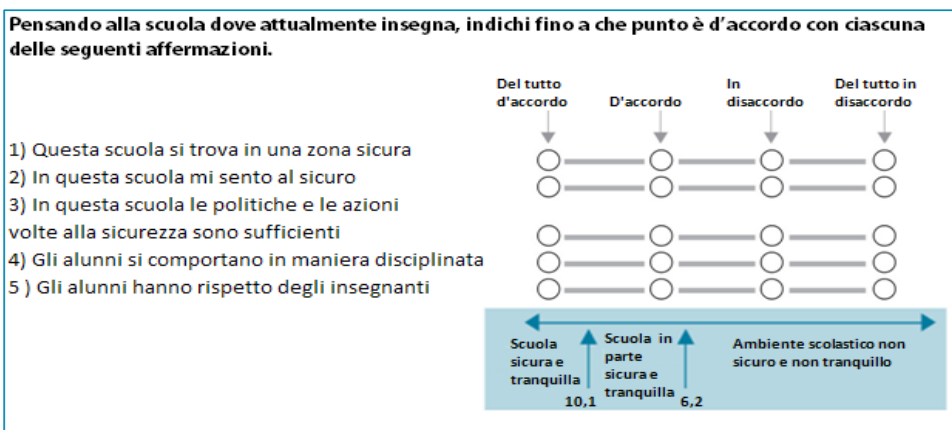 Pensando alla scuola dove attualmente insegna, indichi fino a che punto è d’accordo con ciascuna
delle seguenti affermazioni.
Del tutto d'accordo
D'accordo
In disaccordo
Del tutto in disaccordo
1) Questa scuola si trova in una zona sicura
2) In questa scuola mi sento al sicuro
3) In questa scuola le politiche e le azioni
volte alla sicurezza sono sufficienti
4) Gli alunni si comportano in maniera disciplinata
5 ) Gli alunni hanno rispetto degli insegnanti
Scuola
sicura e
tranquilla
10,1
Scuola in
parte
sicura e
tranquilla
6,2
Ambiente scolastico non
sicuro e non tranquillo